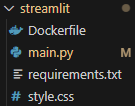 streamlit
Dockerfile
main.py M
requirements.txt
style.css